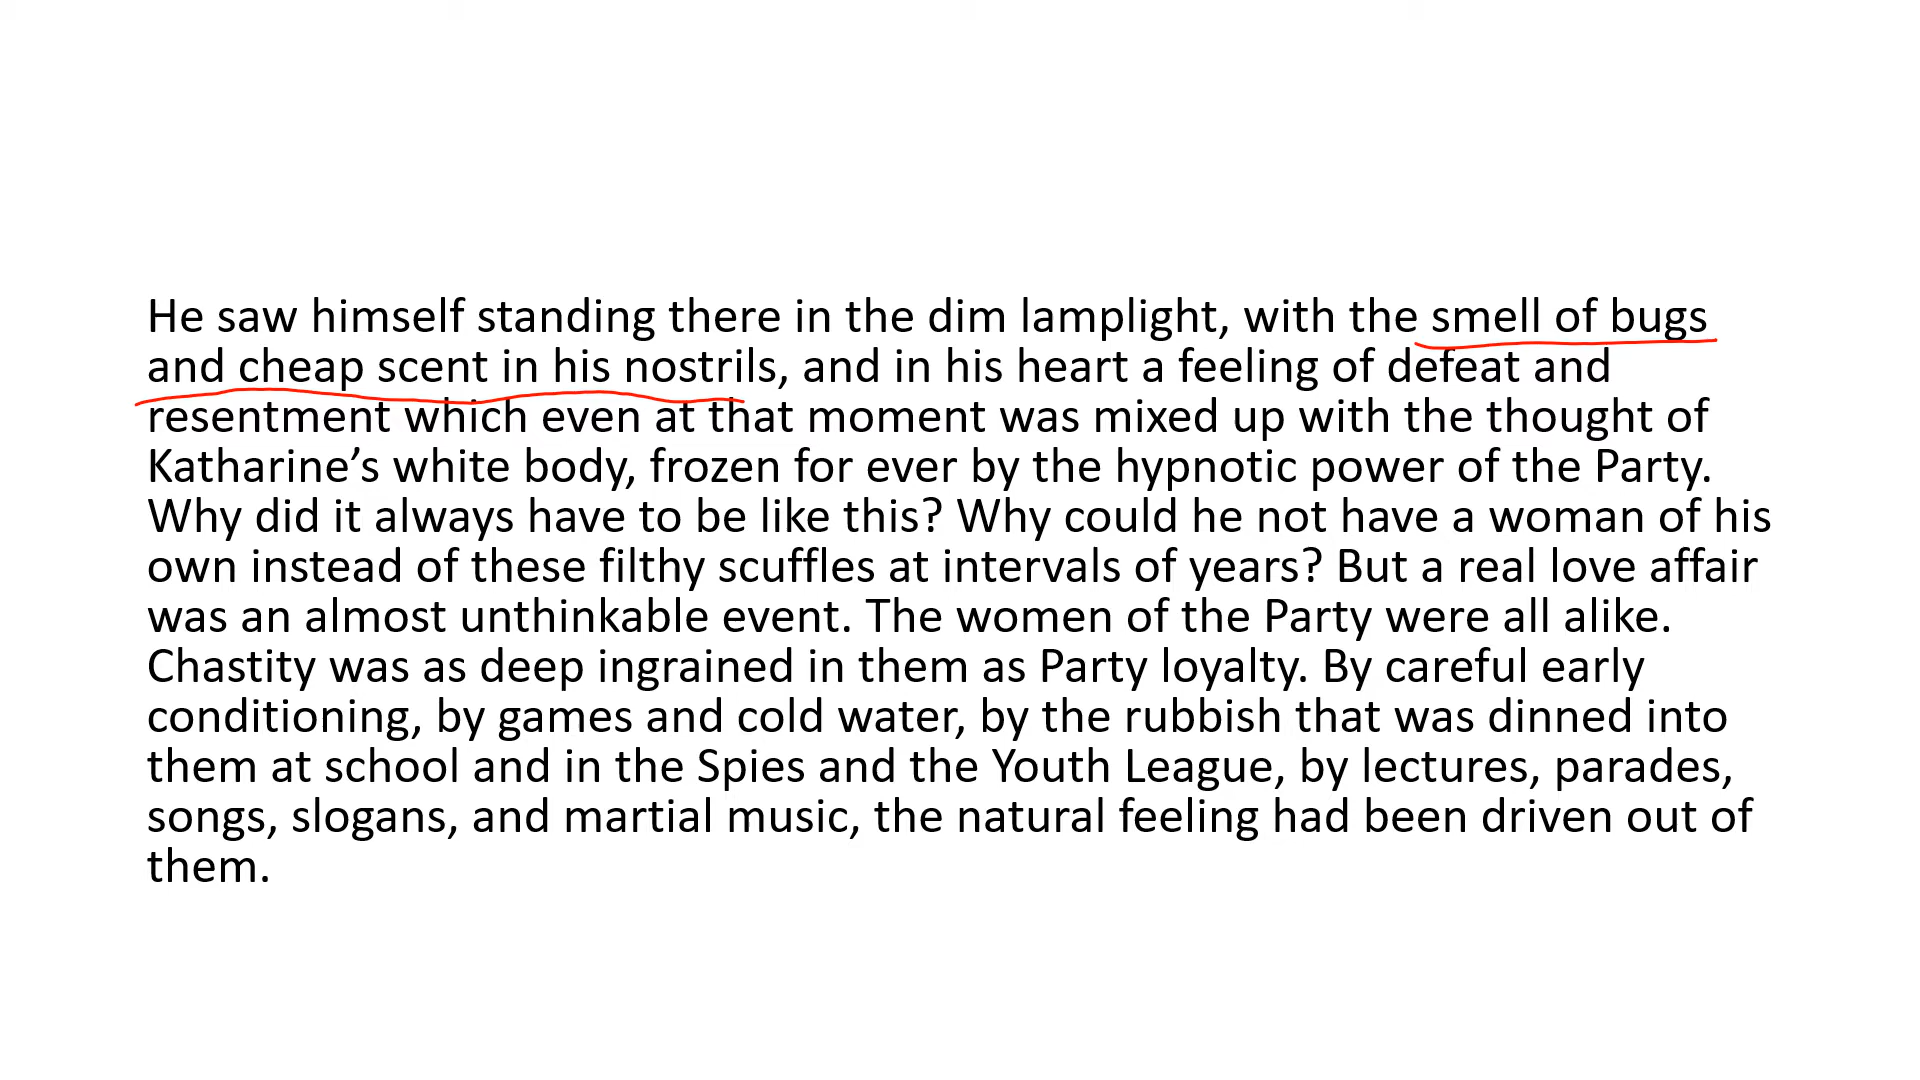 He saw himself standing there in the dim lamplight, with the smell of bugs
and cheap scent in his nostrils, and in his heart a feeling of defeat and
resentment which even at that moment was mixed up with the thought of
Katharine’s white body, frozen for ever by the hypnotic power of the Party.
Why did it always have to be like this? Why could he not have a woman of his
own instead of these filthy scuffles at intervals of years? But a real love affair
was an almost unthinkable event. The women of the Party were all alike.
Chastity was as deep ingrained in them as Party loyalty. By careful early
conditioning, by games and cold water, by the rubbish that was dinned into
them at school and in the Spies and the Youth League, by lectures, parades,
songs, slogans, and martial music, the natural feeling had been driven out of
them.